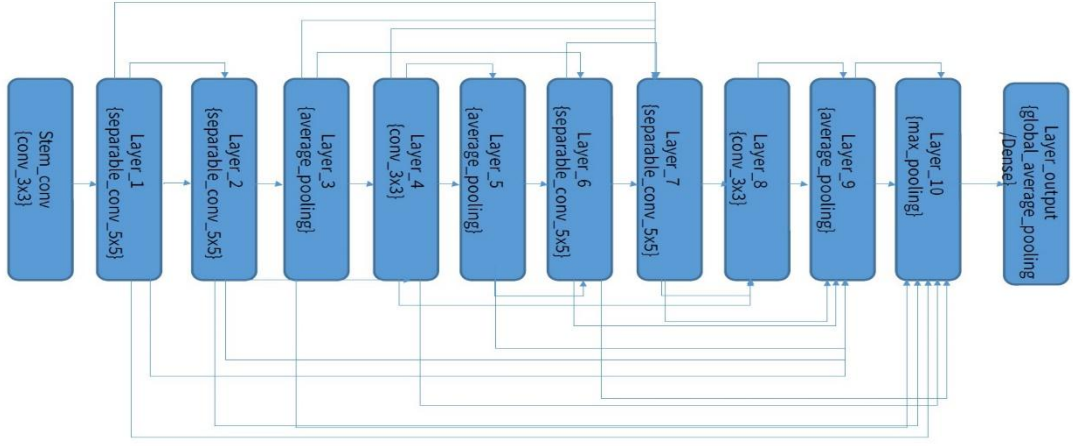 Stem_conv
{conv_3x3}
Layer_1
{separable_conv_5x5}
Layer_2
{separable_conv_5x5}
Layer_3
{average_pooling}
Layer_4
{conv_3x3}
Layer_5
{average_pooling}
Layer_6
{separable_conv_5x5}
Layer_7
{separable_conv_5x5}
Layer_8
{conv_3x3}
Layer_9
{average_pooling}
Layer_10
{max_pooling}
Layer_output
{global_average_pooling
/Dense}